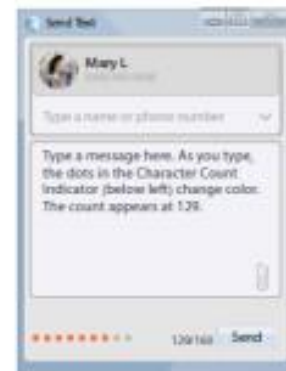 Send Text
Mary L
Type a name or phone number
Type a message here. As you type,
the dots in the Character Count
Indicator (below left) change color.
The count appears at 129.
129/160 Send